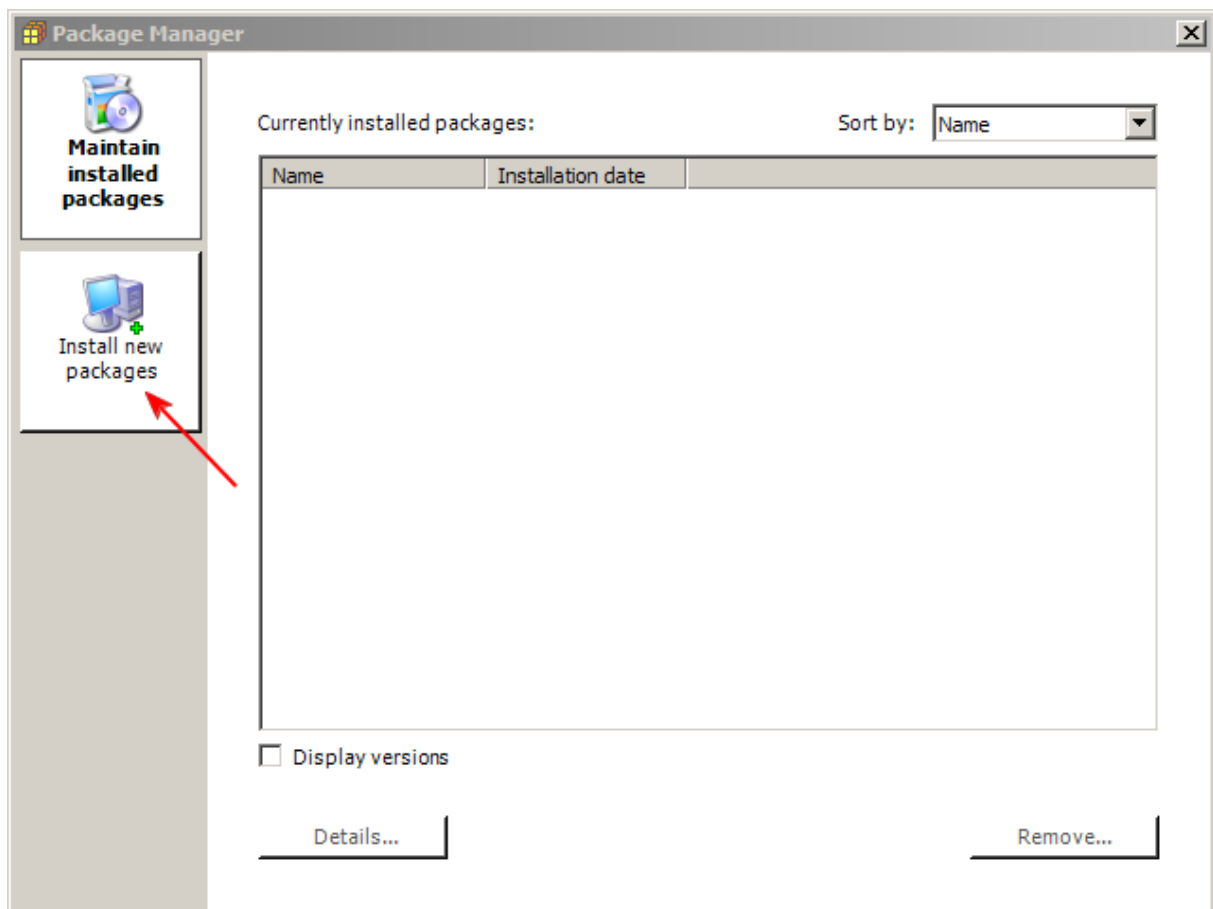 Package Manager
Maintain
installed
packages
Install new
packages
Currently installed packages:
Sort by: Name
Name Installation date
Display versions
Details... Remove...